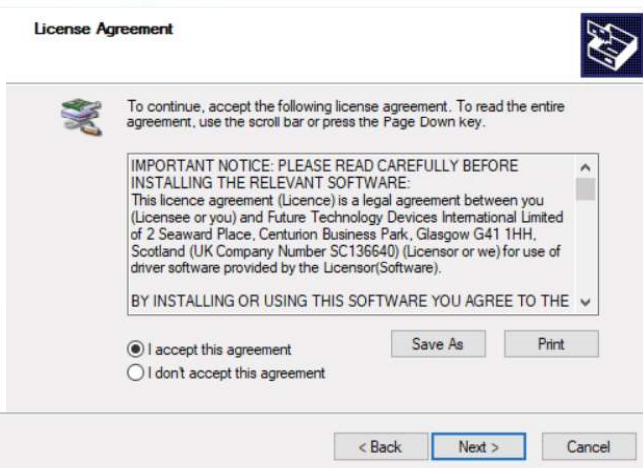 License Agreement
To continue, accept the following license agreement. To read the entire
agreement, use the scroll bar or press the Page Down key.
IMPORTANT NOTICE: PLEASE READ CAREFULLY BEFORE
INSTALLING THE RELEVANT SOFTWARE:
This licence agreement (Licence) is a legal agreement between you
(Licensee or you) and Future Technology Devices International Limited
of 2 Seaward Place, Centurion Business Park, Glasgow G41 1HH,
Scotland (UK Company Number SC136640) (Licensor or we) for use of
driver software provided by the Licensor(Software).
BY INSTALLING OR USING THIS SOFTWARE YOU AGREE TO THE
I accept this agreement
Save As
Print
I don't accept this agreement
< Back
Next >
Cancel